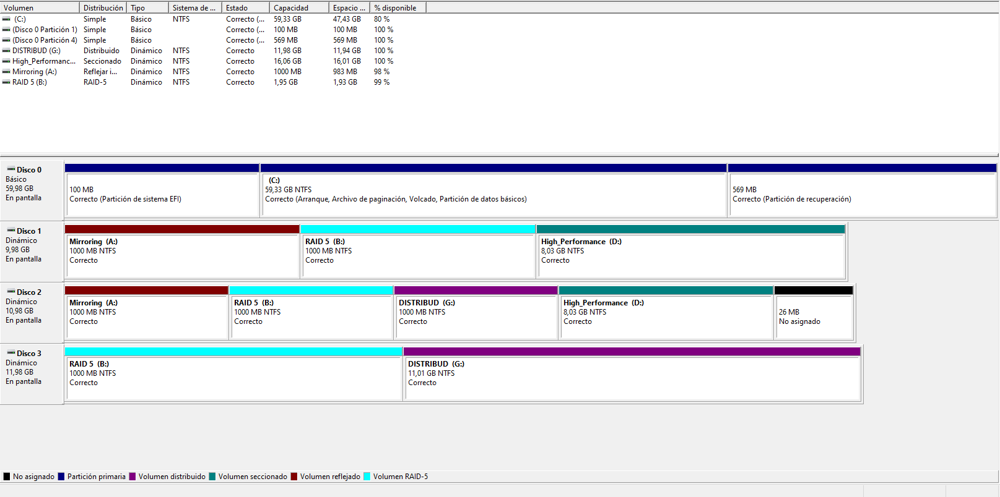 Volumen Distribución Tipo Sistema de ... Estado Capacidad Espacio ... % disponible
(C:) Simple Básico NTFS Correcto (... 59,33 GB 47,43 GB 80 %
(Disco 0 Partición 1) Simple Básico Correcto (... 100 MB 100 MB 100 %
(Disco 0 Partición 4) Simple Básico Correcto (... 569 MB 569 MB 100 %
DISTRIBUD (G:) Distribuido Dinámico NTFS Correcto 11,98 GB 11,94 GB 100 %
High_Performanc... Seccionado Dinámico NTFS Correcto 16,06 GB 16,01 GB 100 %
Mirroring (A:) Reflejar i... Dinámico NTFS Correcto 1000 MB 983 MB 98 %
RAID 5 (B:) RAID-5 Dinámico NTFS Correcto 1,95 GB 1,93 GB 99 %
Disco 0
Básico
59,98 GB
En pantalla
100 MB
Correcto (Partición de sistema EFI)
(C:)
59,33 GB NTFS
Correcto (Arranque, Archivo de paginación, Volcado, Partición de datos básicos)
569 MB
Correcto (Partición de recuperación)
Disco 1
Dinámico
9,98 GB
En pantalla
Mirroring (A:)
1000 MB NTFS
Correcto
RAID 5 (B:)
1000 MB NTFS
Correcto
High_Performance (D:)
8,03 GB NTFS
Correcto
Disco 2
Dinámico
10,98 GB
En pantalla
Mirroring (A:)
1000 MB NTFS
Correcto
RAID 5 (B:)
1000 MB NTFS
Correcto
DISTRIBUD (G:)
1000 MB NTFS
Correcto
High_Performance (D:)
8,03 GB NTFS
Correcto
26 MB
No asignado
Disco 3
Dinámico
11,98 GB
En pantalla
RAID 5 (B:)
1000 MB NTFS
Correcto
DISTRIBUD (G:)
11,01 GB NTFS
Correcto
No asignado Partición primaria Volumen distribuido Volumen seccionado Volumen reflejado Volumen RAID-5